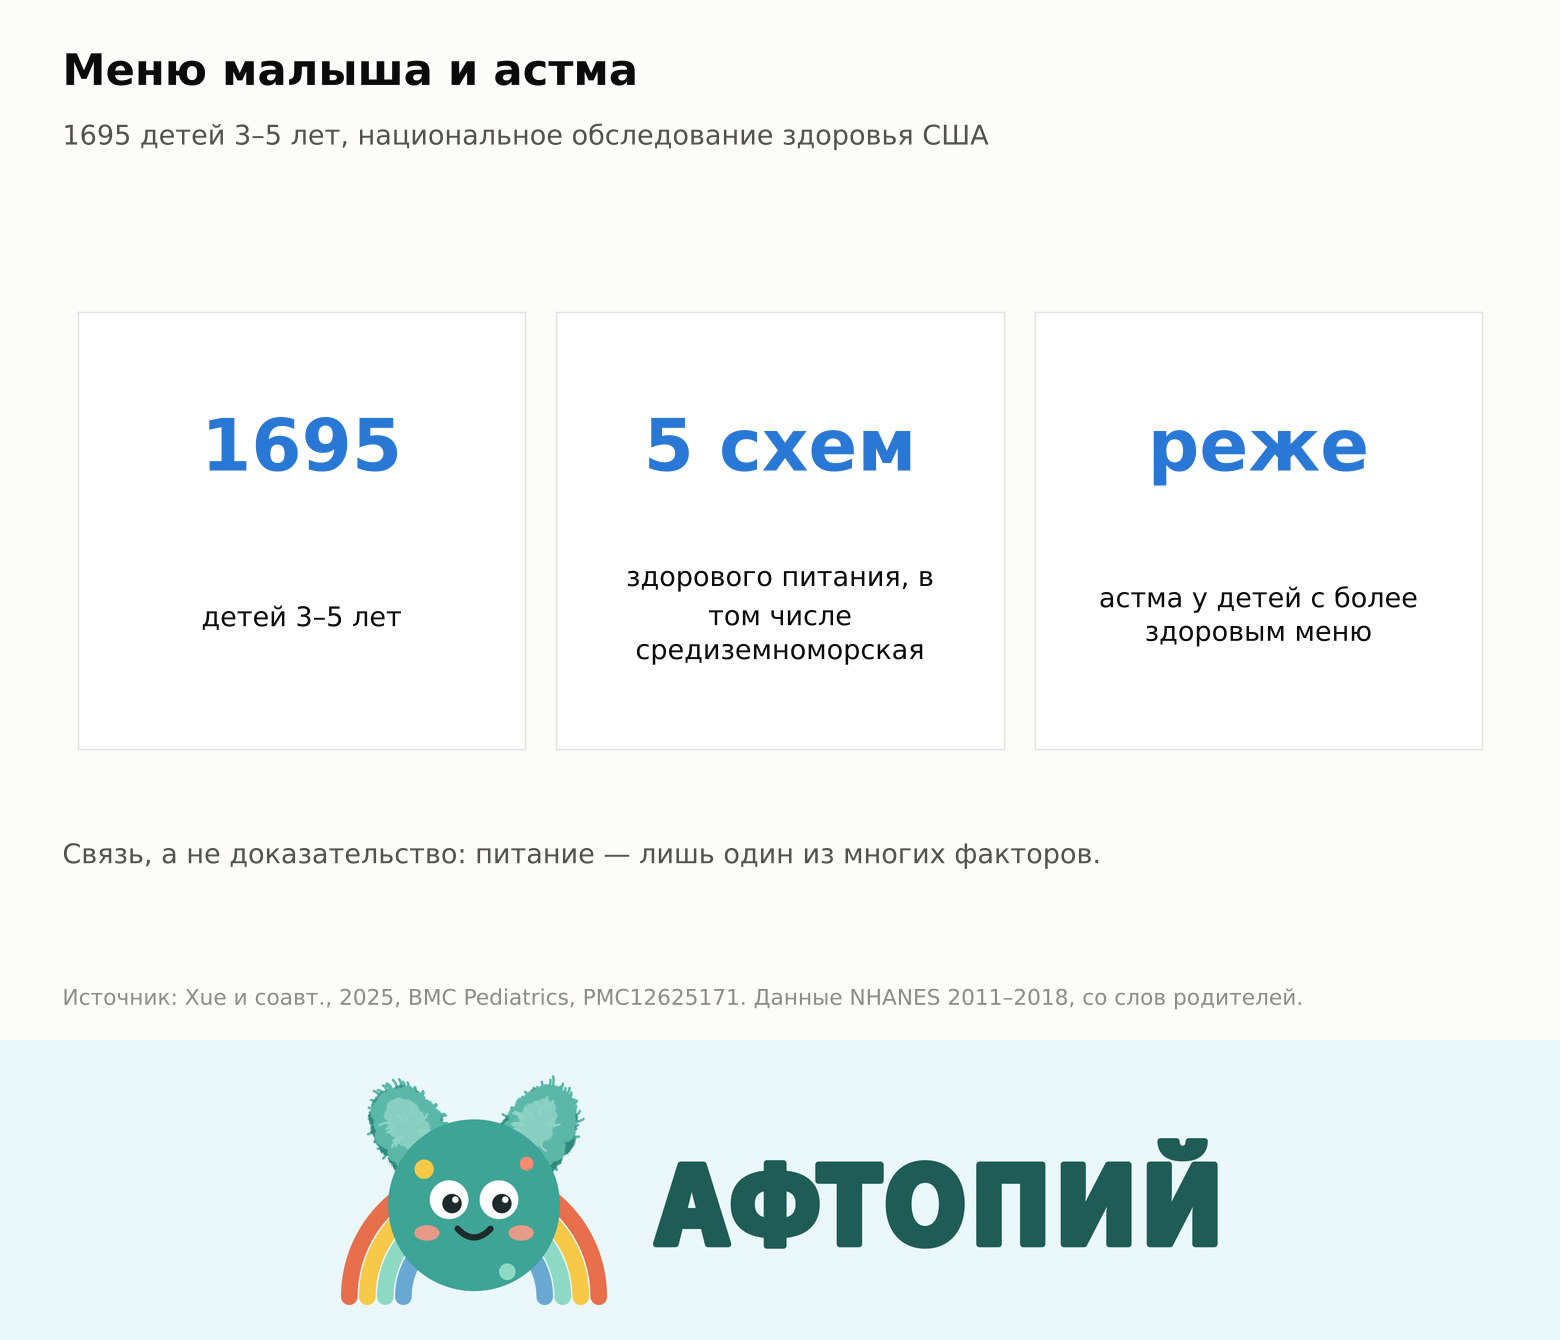 Меню малыша и астма
1695 детей 3–5 лет, национальное обследование здоровья США
1695
детей 3–5 лет
5 схем
здорового питания, в
том числе
средиземноморская
реже
астма у детей с более
здоровым меню
Связь, а не доказательство: питание — лишь один из многих факторов.
Источник: Xue и соавт., 2025, BMC Pediatrics, PMC12625171. Данные NHANES 2011–2018, со слов родителей.
АФТОПИЙ